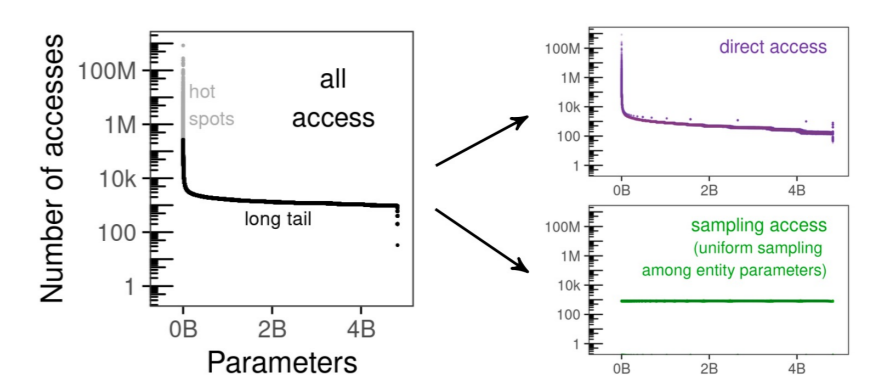 Number of accesses
100M
1M
10k
100
1
hot
spots
all
access
long tail
0B
2B
4B
Parameters
direct access
100M
1M
10k
100
1
0B
2B
4B
sampling access
(uniform sampling
among entity parameters)
100M
1M
10k
100
1
0B
2B
4B